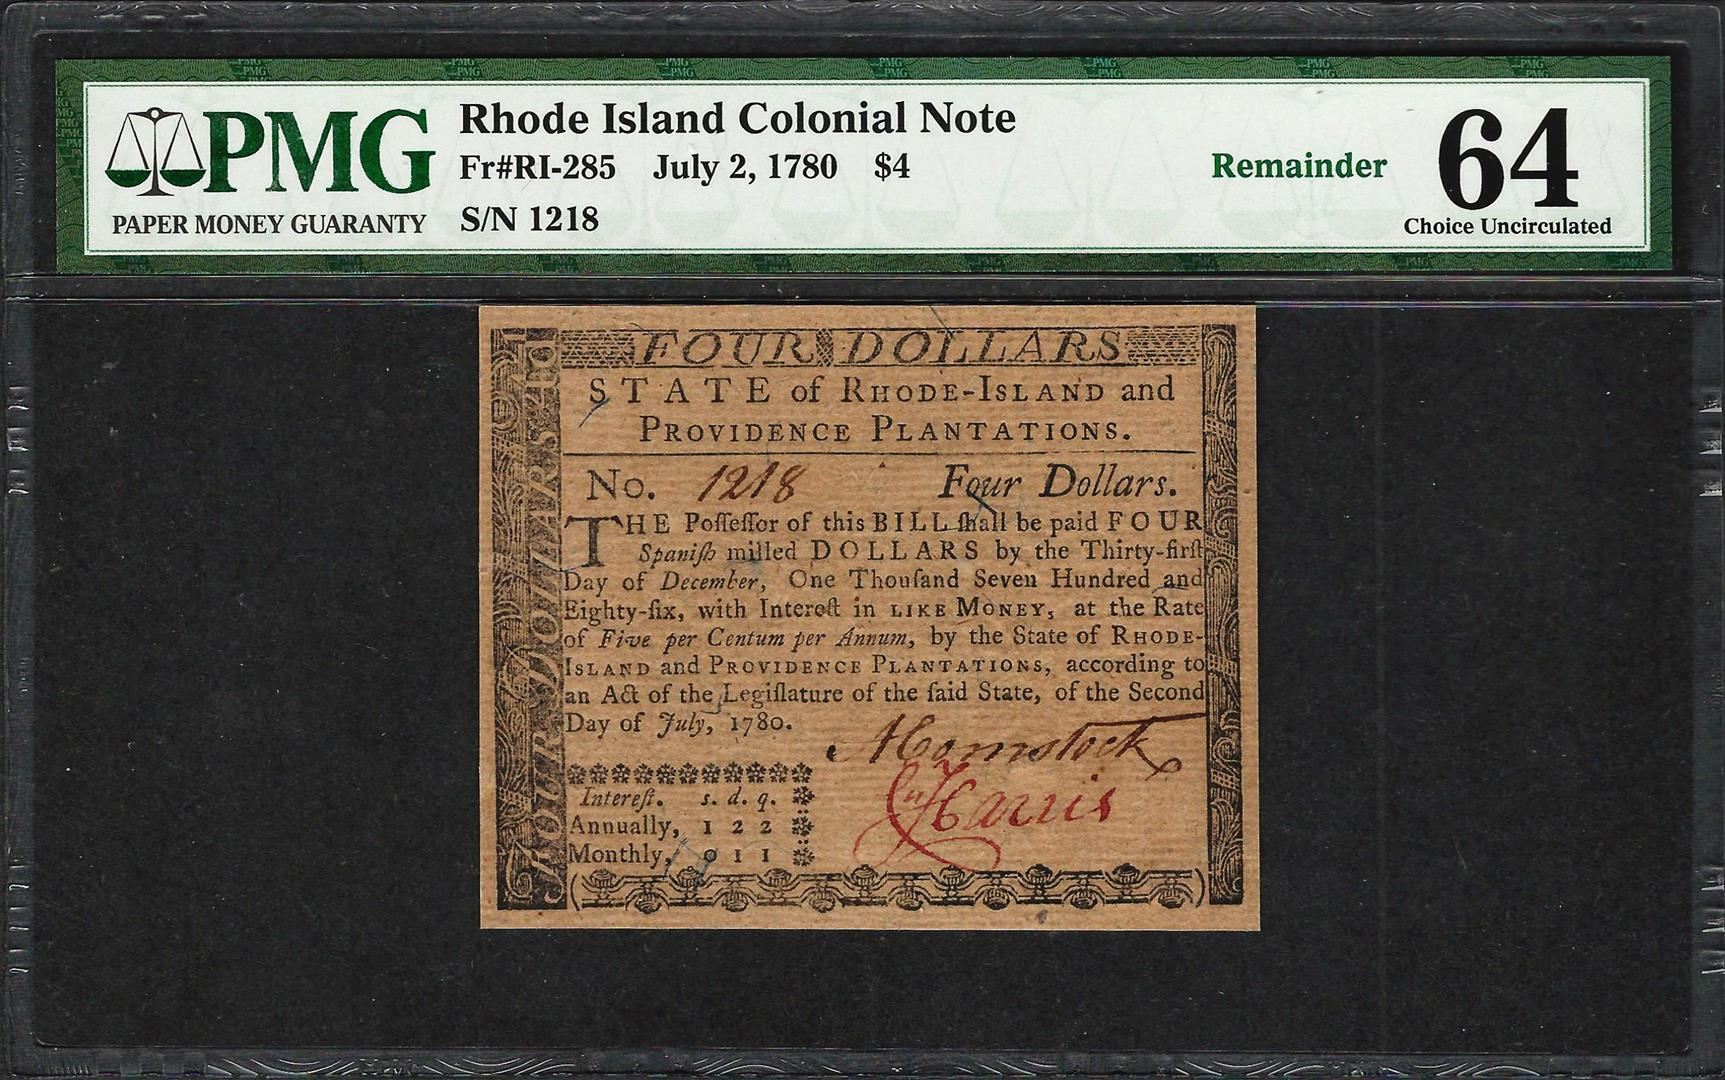 PMG
PAPER MONEY GUARANTY
Rhode Island Colonial Note
Fr#RI-285 July 2, 1780 $4
S/N 1218
Remainder
64
Choice Uncirculated
FOUR DOLLARS
STATE of RHODE-ISLAND and
PROVIDENCE PLANTATIONS.
No. 1218 Four Dollars.
THE Poſſeſſor of this BILL ſhall be paid FOUR
Spaniſh milled DOLLARS by the Thirty-firſt
Day of December, One Thouſand Seven Hundred and
Eighty-ſix, with Intereſt in LIKE MONEY, at the Rate
of Five per Centum per Annum, by the State of RHODE-
ISLAND and PROVIDENCE PLANTATIONS, according to
an Act of the Legiſlature of the ſaid State, of the Second
Day of July, 1780.
Comstock
Harris
Intereſt. s. d. q.
Annually, 1 2 2
Monthly, 0 1 1
FOUR DOLLARS